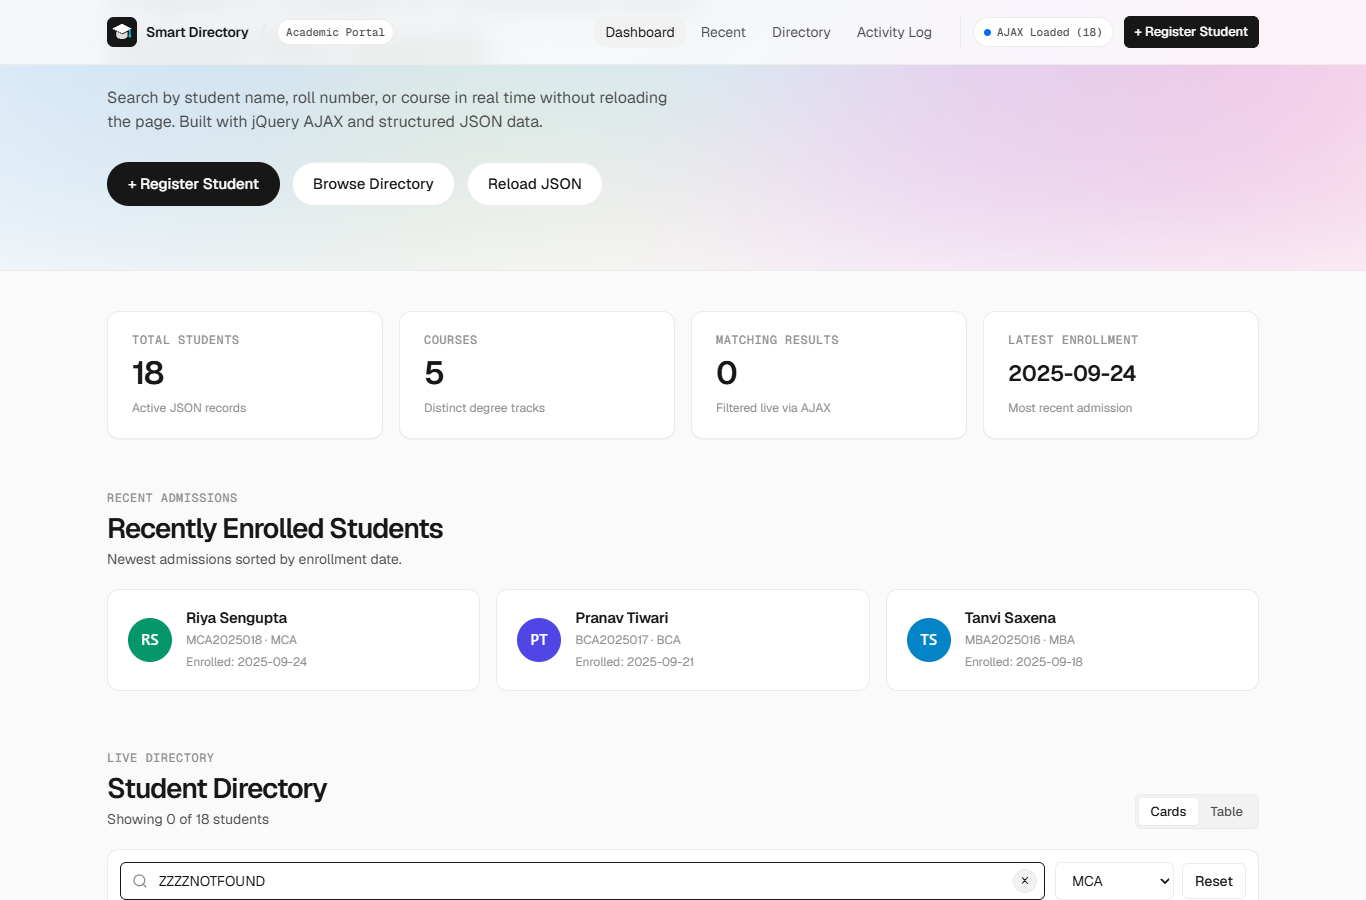 Smart Directory
Academic Portal
Dashboard
Recent
Directory
Activity Log
AJAX Loaded (18)
+ Register Student
Search by student name, roll number, or course in real time without reloading
the page. Built with jQuery AJAX and structured JSON data.
+ Register Student
Browse Directory
Reload JSON
TOTAL STUDENTS
18
Active JSON records
COURSES
5
Distinct degree tracks
MATCHING RESULTS
0
Filtered live via AJAX
LATEST ENROLLMENT
2025-09-24
Most recent admission
RECENT ADMISSIONS
Recently Enrolled Students
Newest admissions sorted by enrollment date.
RS
Riya Sengupta
MCA2025018 · MCA
Enrolled: 2025-09-24
PT
Pranav Tiwari
BCA2025017 · BCA
Enrolled: 2025-09-21
TS
Tanvi Saxena
MBA2025016 · MBA
Enrolled: 2025-09-18
LIVE DIRECTORY
Student Directory
Showing 0 of 18 students
Cards
Table
ZZZZNOTFOUND
MCA
Reset